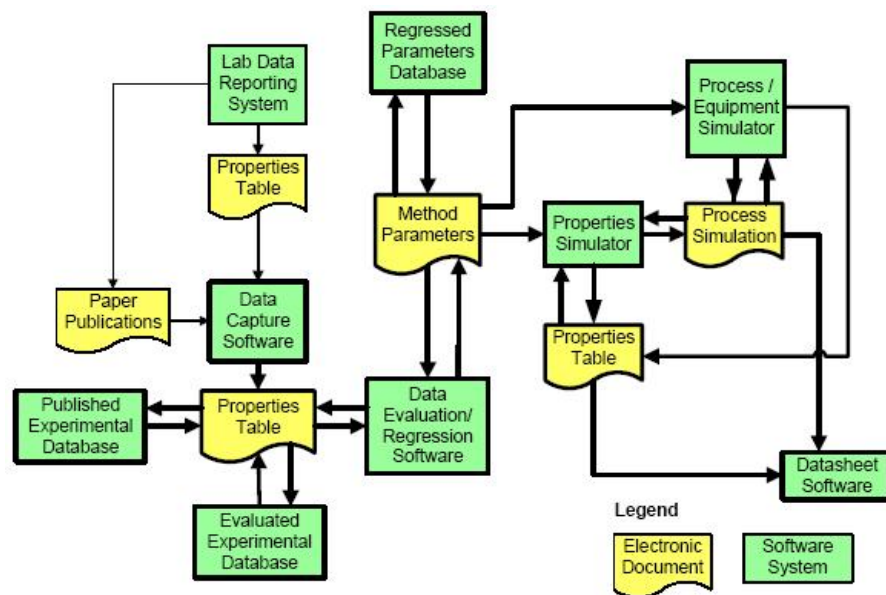 Regressed
Parameters
Database
Lab Data
Reporting
System
Process /
Equipment
Simulator
Properties
Table
Method
Parameters
Properties
Simulator
Process
Simulation
Paper
Publications
Data
Capture
Software
Properties
Table
Published
Experimental
Database
Properties
Table
Data
Evaluation/
Regression
Software
Datasheet
Software
Evaluated
Experimental
Database
Legend
Electronic
Document
Software
System